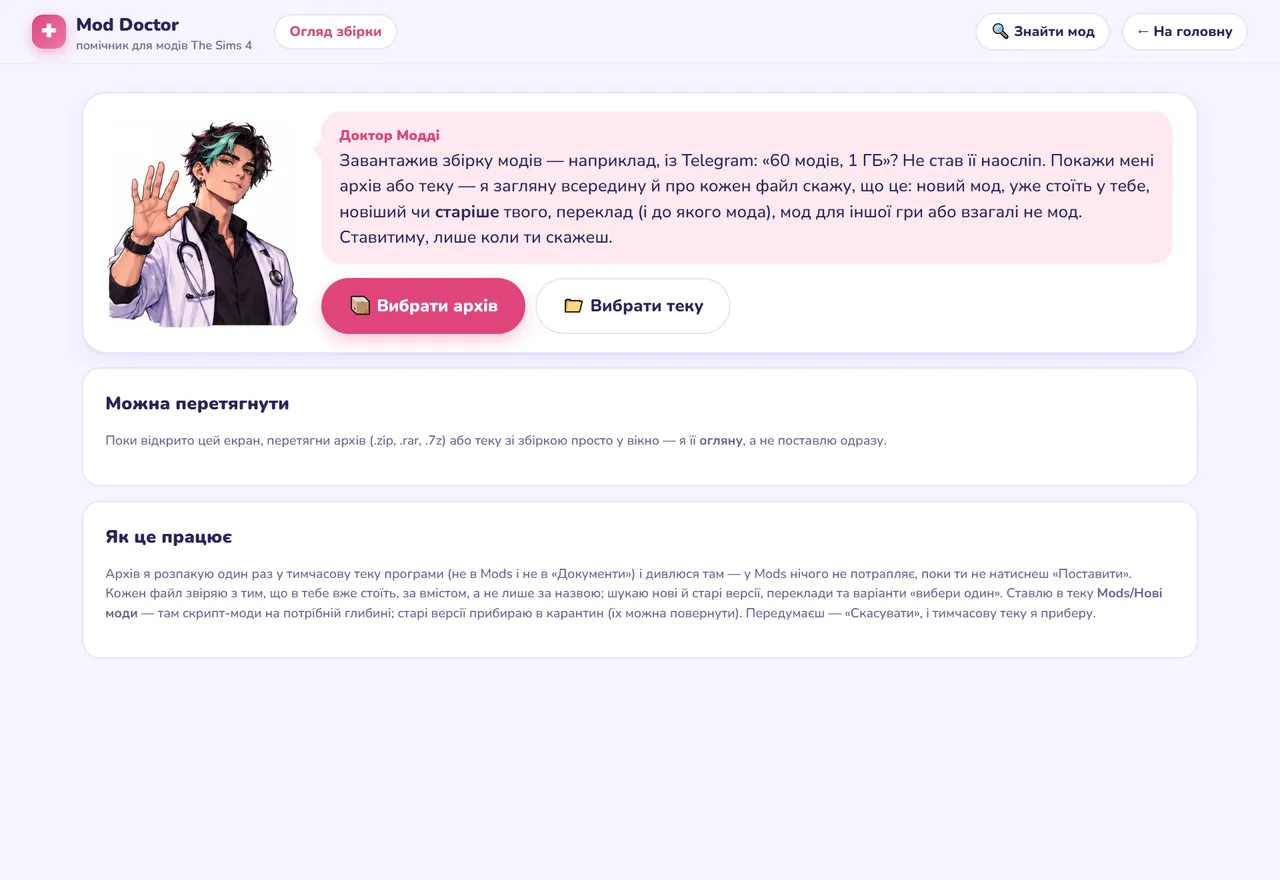 Mod Doctor
помічник для модів The Sims 4
Огляд збірки
🔍 Знайти мод
← На головну
Доктор Модді
Завантажив збірку модів — наприклад, із Telegram: «60 модів, 1 ГБ»? Не став її наосліп. Покажи мені
архів або теку — я загляну всередину й про кожен файл скажу, що це: новий мод, уже стоїть у тебе,
новіший чи старіше твого, переклад (і до якого мода), мод для іншої гри або взагалі не мод.
Ставитиму, лише коли ти скажеш.
📦 Вибрати архів
📁 Вибрати теку
Можна перетягнути
Поки відкрито цей екран, перетягни архів (.zip, .rar, .7z) або теку зі збіркою просто у вікно — я її огляну, а не поставлю одразу.
Як це працює
Архів я розпакую один раз у тимчасову теку програми (не в Mods і не в «Документи») і дивлюся там — у Mods нічого не потрапляє, поки ти не натиснеш «Поставити».
Кожен файл звіряю з тим, що в тебе вже стоїть, за вмістом, а не лише за назвою; шукаю нові й старі версії, переклади та варіанти «вибери один». Ставлю в теку Mods/Нові
моди — там скрипт-моди на потрібній глибині; старі версії прибираю в карантин (їх можна повернути). Передумаєш — «Скасувати», і тимчасову теку я приберу.